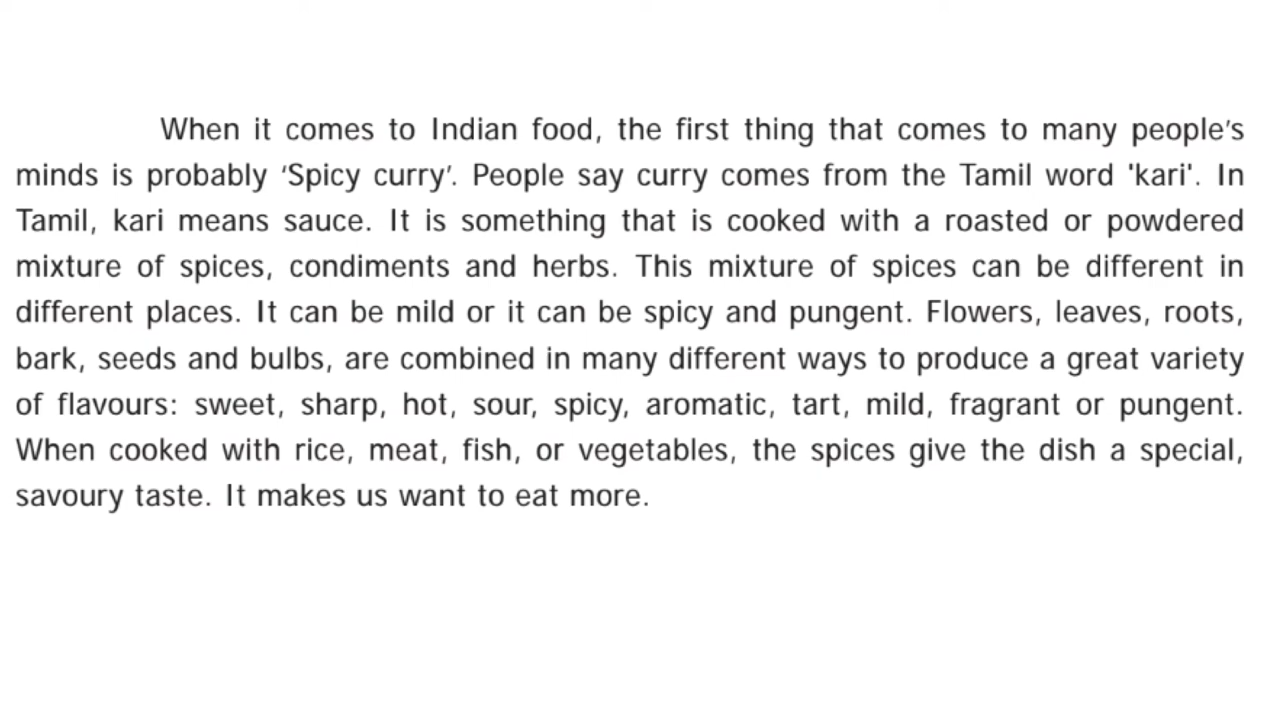 When it comes to Indian food, the first thing that comes to many people's
minds is probably ‘Spicy curry’. People say curry comes from the Tamil word 'kari'. In
Tamil, kari means sauce. It is something that is cooked with a roasted or powdered
mixture of spices, condiments and herbs. This mixture of spices can be different in
different places. It can be mild or it can be spicy and pungent. Flowers, leaves, roots,
bark, seeds and bulbs, are combined in many different ways to produce a great variety
of flavours: sweet, sharp, hot, sour, spicy, aromatic, tart, mild, fragrant or pungent.
When cooked with rice, meat, fish, or vegetables, the spices give the dish a special,
savoury taste. It makes us want to eat more.